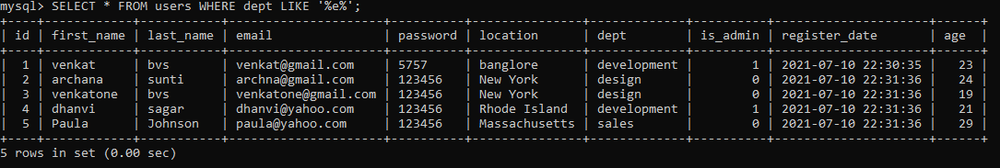 mysql> SELECT * FROM users WHERE dept LIKE '%e%';
+----+------------+-----------+---------------------+----------+---------------+-------------+----------+---------------------+------+
| id | first_name | last_name | email               | password | location      | dept        | is_admin | register_date       | age  |
+----+------------+-----------+---------------------+----------+---------------+-------------+----------+---------------------+------+
|  1 | venkat     | bvs       | venkat@gmail.com    | 5757     | banglore      | development |        1 | 2021-07-10 22:30:35 |   23 |
|  2 | archana    | sunti     | archna@gmail.com    | 123456   | New York      | design      |        0 | 2021-07-10 22:31:36 |   24 |
|  3 | venkatone  | bvs       | venkatone@gmail.com | 123456   | New York      | design      |        0 | 2021-07-10 22:31:36 |   19 |
|  4 | dhanvi     | sagar     | dhanvi@yahoo.com    | 123456   | Rhode Island  | development |        1 | 2021-07-10 22:31:36 |   21 |
|  5 | Paula      | Johnson   | paula@yahoo.com     | 123456   | Massachusetts | sales       |        0 | 2021-07-10 22:31:36 |   29 |
+----+------------+-----------+---------------------+----------+---------------+-------------+----------+---------------------+------+
5 rows in set (0.00 sec)